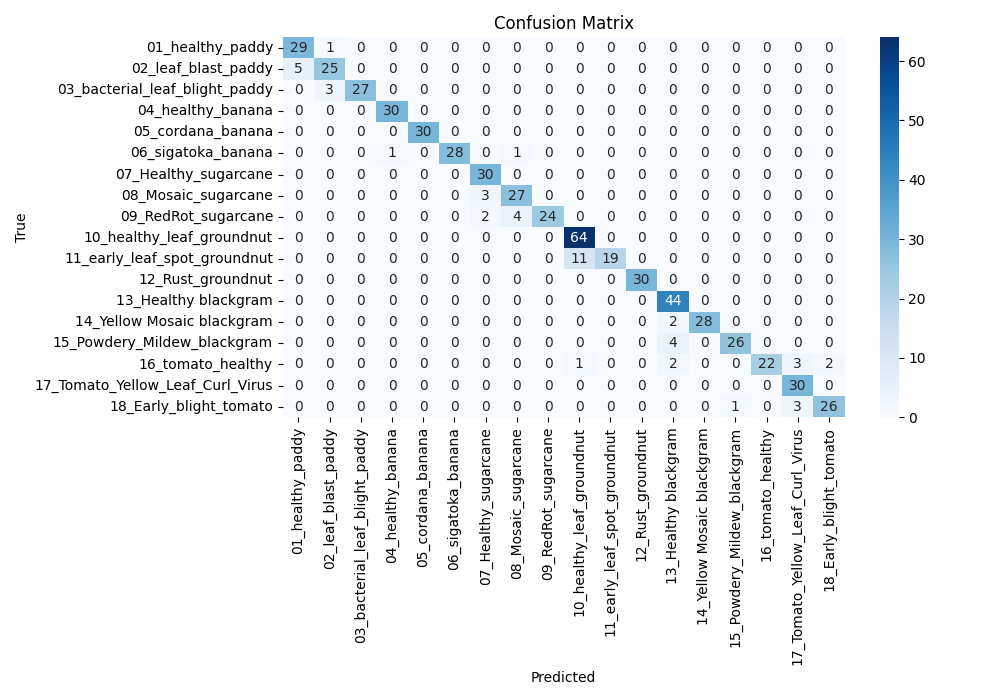 Confusion Matrix
01_healthy_paddy 29 1 0 0 0 0 0 0 0 0 0 0 0 0 0 0 0 0
02_leaf_blast_paddy 5 25 0 0 0 0 0 0 0 0 0 0 0 0 0 0 0 0
03_bacterial_leaf_blight_paddy 0 3 27 0 0 0 0 0 0 0 0 0 0 0 0 0 0 0
04_healthy_banana 0 0 0 30 0 0 0 0 0 0 0 0 0 0 0 0 0 0
05_cordana_banana 0 0 0 0 30 0 0 0 0 0 0 0 0 0 0 0 0 0
06_sigatoka_banana 0 0 0 1 0 28 0 1 0 0 0 0 0 0 0 0 0 0
07_Healthy_sugarcane 0 0 0 0 0 0 30 0 0 0 0 0 0 0 0 0 0 0
08_Mosaic_sugarcane 0 0 0 0 0 0 3 27 0 0 0 0 0 0 0 0 0 0
09_RedRot_sugarcane 0 0 0 0 0 0 2 4 24 0 0 0 0 0 0 0 0 0
10_healthy_leaf_groundnut 0 0 0 0 0 0 0 0 0 64 0 0 0 0 0 0 0 0
11_early_leaf_spot_groundnut 0 0 0 0 0 0 0 0 0 11 19 0 0 0 0 0 0 0
12_Rust_groundnut 0 0 0 0 0 0 0 0 0 0 0 30 0 0 0 0 0 0
13_Healthy blackgram 0 0 0 0 0 0 0 0 0 0 0 0 44 0 0 0 0 0
14_Yellow Mosaic blackgram 0 0 0 0 0 0 0 0 0 0 0 0 2 28 0 0 0 0
15_Powdery_Mildew_blackgram 0 0 0 0 0 0 0 0 0 0 0 0 4 0 26 0 0 0
16_tomato_healthy 0 0 0 0 0 0 0 0 0 1 0 0 2 0 0 22 3 2
17_Tomato_Yellow_Leaf_Curl_Virus 0 0 0 0 0 0 0 0 0 0 0 0 0 0 0 0 30 0
18_Early_blight_tomato 0 0 0 0 0 0 0 0 0 0 0 0 0 0 1 0 3 26
True
01_healthy_paddy
02_leaf_blast_paddy
03_bacterial_leaf_blight_paddy
04_healthy_banana
05_cordana_banana
06_sigatoka_banana
07_Healthy_sugarcane
08_Mosaic_sugarcane
09_RedRot_sugarcane
10_healthy_leaf_groundnut
11_early_leaf_spot_groundnut
12_Rust_groundnut
13_Healthy blackgram
14_Yellow Mosaic blackgram
15_Powdery_Mildew_blackgram
16_tomato_healthy
17_Tomato_Yellow_Leaf_Curl_Virus
18_Early_blight_tomato
Predicted
60
50
40
30
20
10
0